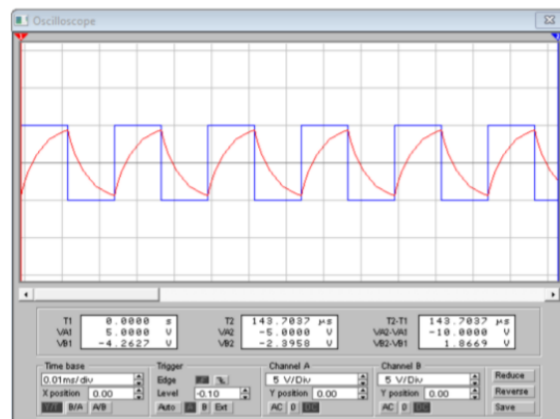 Oscilloscope
T1 0.0000 s T2 143.7037 µs T2-T1 143.7037 µs
VA1 5.0000 V VA2 -5.0000 V VA2-VA1 -10.0000 V
VB1 -4.2627 V VB2 -2.3958 V VB2-VB1 1.8669 V
Time base Trigger Channel A Channel B
0.01ms/div Edge 5 V/Div 5 V/Div Reduce
X position 0.00 Level -0.10 Y position 0.00 Y position 0.00 Reverse
Y/T B/A A/B Auto A B Ext AC 0 DC AC 0 DC Save